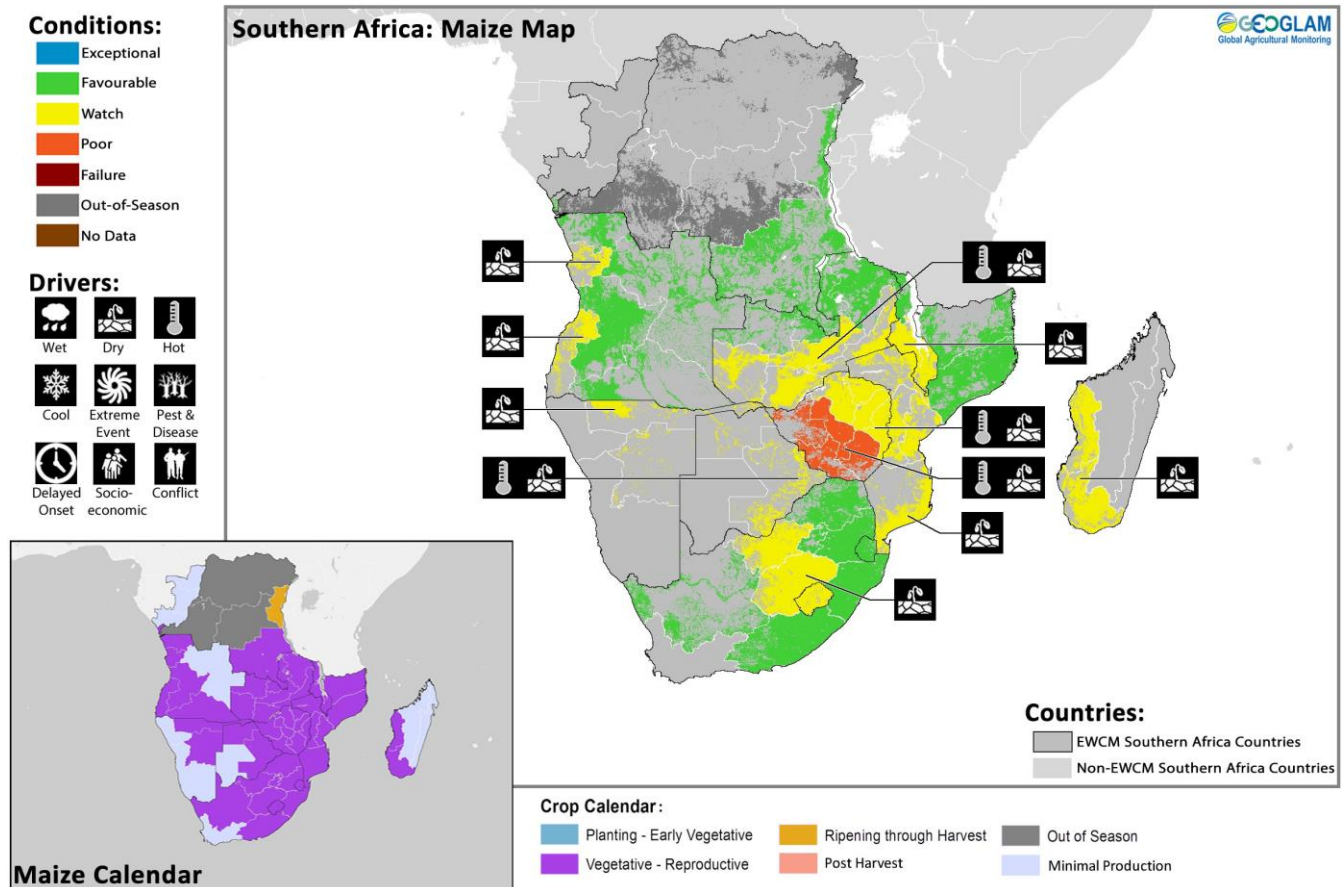 Conditions:
Exceptional
Favourable
Watch
Poor
Failure
Out-of-Season
No Data
Drivers:
Wet
Dry
Hot
Cool
Extreme
Event
Pest &
Disease
Delayed
Onset
Socio-
economic
Conflict
Southern Africa: Maize Map
GEOGLAM
Global Agricultural Monitoring
Countries:
EWCM Southern Africa Countries
Non-EWCM Southern Africa Countries
Maize Calendar
Crop Calendar:
Planting - Early Vegetative
Ripening through Harvest
Out of Season
Vegetative - Reproductive
Post Harvest
Minimal Production